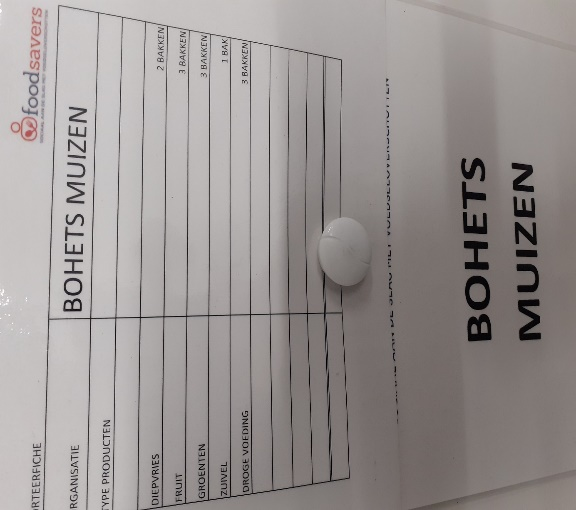 foodsavers
ORTEERFICHE
RGANISATIE BOHETS MUIZEN
TYPE PRODUCTEN
DIEPVRIES 2 BAKKEN
FRUIT 3 BAKKEN
GROENTEN 3 BAKKEN
ZUIVEL 1 BAK
DROGE VOEDING 3 BAKKEN
BOHETS
MUIZEN